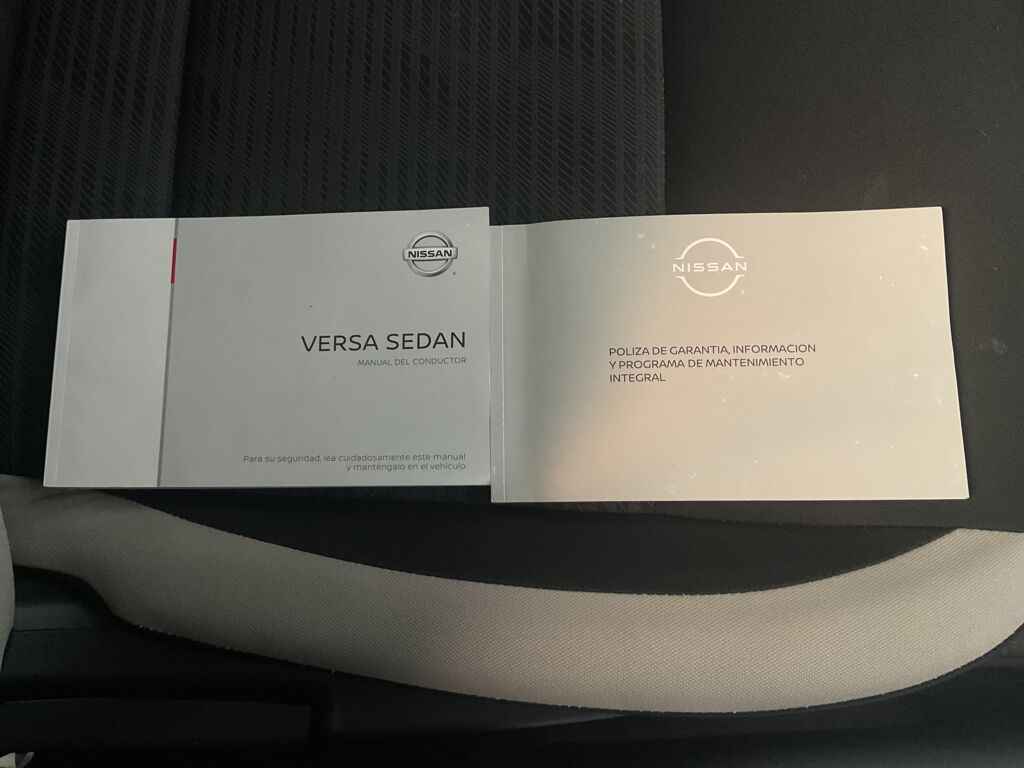 NISSAN
VERSA SEDAN
MANUAL DEL CONDUCTOR
Para su seguridad, lea cuidadosamente este manual
y manténgalo en el vehículo
NISSAN
POLIZA DE GARANTIA, INFORMACION
Y PROGRAMA DE MANTENIMIENTO
INTEGRAL